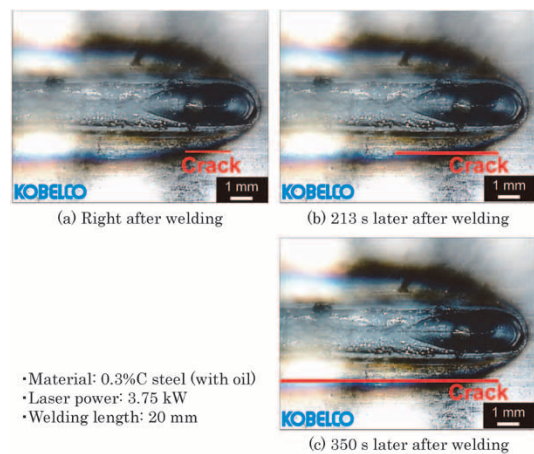 Crack
KOBELCO
1 mm
(a) Right after welding
Crack
KOBELCO
1 mm
(b) 213 s later after welding
・Material: 0.3%C steel (with oil)
・Laser power: 3.75 kW
・Welding length: 20 mm
Crack
KOBELCO
1 mm
(c) 350 s later after welding